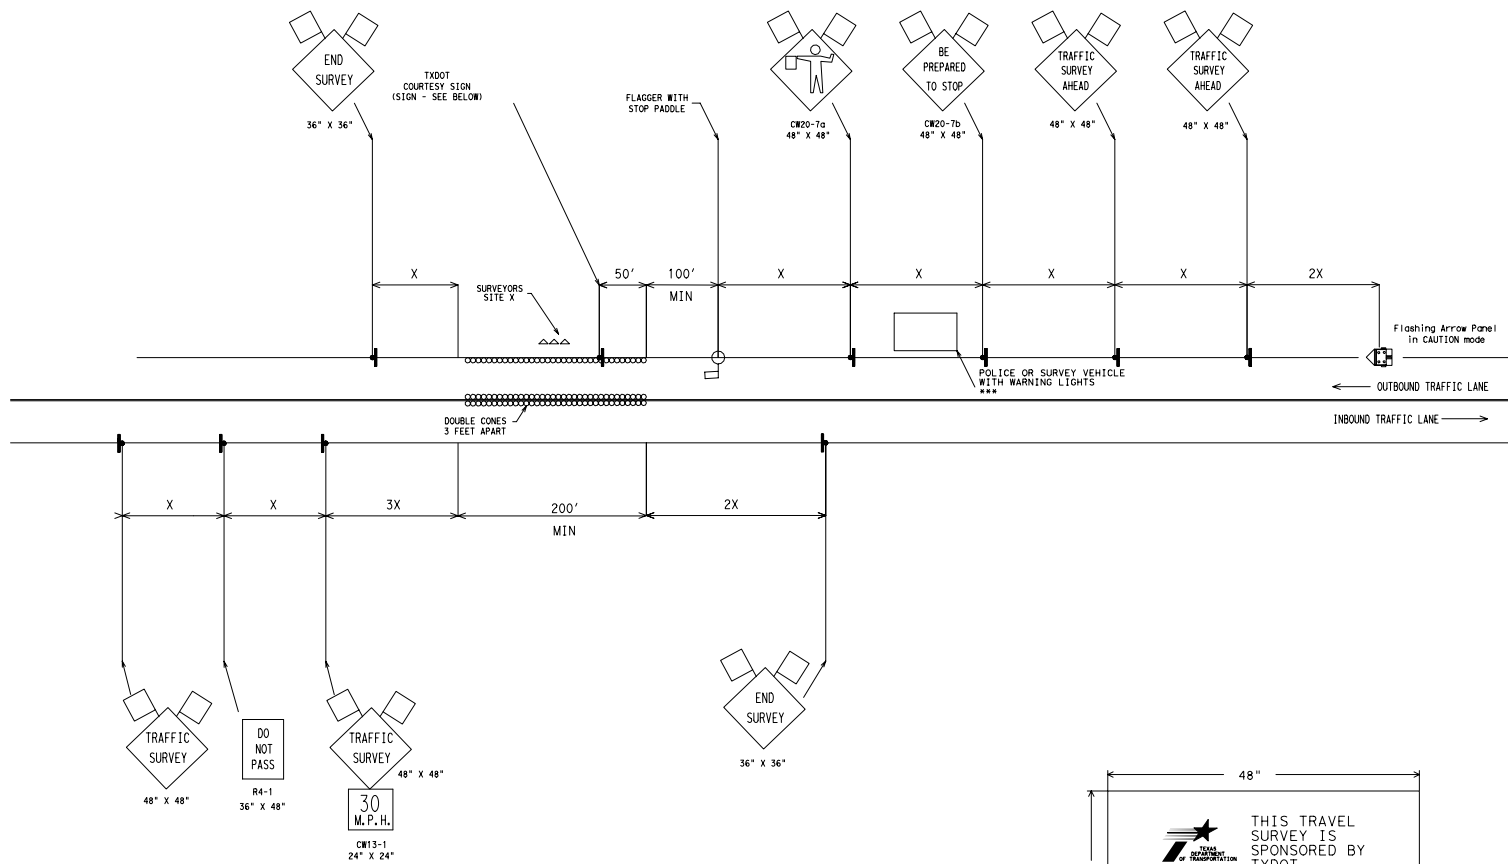 END
SURVEY
36" X 36"
TXDOT
COURTESY SIGN
(SIGN - SEE BELOW)
FLAGGER WITH
STOP PADDLE
CW20-7a
48" X 48"
BE
PREPARED
TO STOP
CW20-7b
48" X 48"
TRAFFIC
SURVEY
AHEAD
48" X 48"
TRAFFIC
SURVEY
AHEAD
48" X 48"
X
50'
100'
MIN
X
X
X
X
2X
SURVEYORS
SITE X
Flashing Arrow Panel
in CAUTION mode
POLICE OR SURVEY VEHICLE
WITH WARNING LIGHTS
***
OUTBOUND TRAFFIC LANE
INBOUND TRAFFIC LANE
DOUBLE CONES
3 FEET APART
X
X
3X
200'
MIN
2X
TRAFFIC
SURVEY
48" X 48"
DO
NOT
PASS
R4-1
36" X 48"
TRAFFIC
SURVEY
48" X 48"
30
M.P.H.
CW13-1
24" X 24"
END
SURVEY
36" X 36"
48"
TEXAS
DEPARTMENT
OF TRANSPORTATION
THIS TRAVEL
SURVEY IS
SPONSORED BY
TXDOT